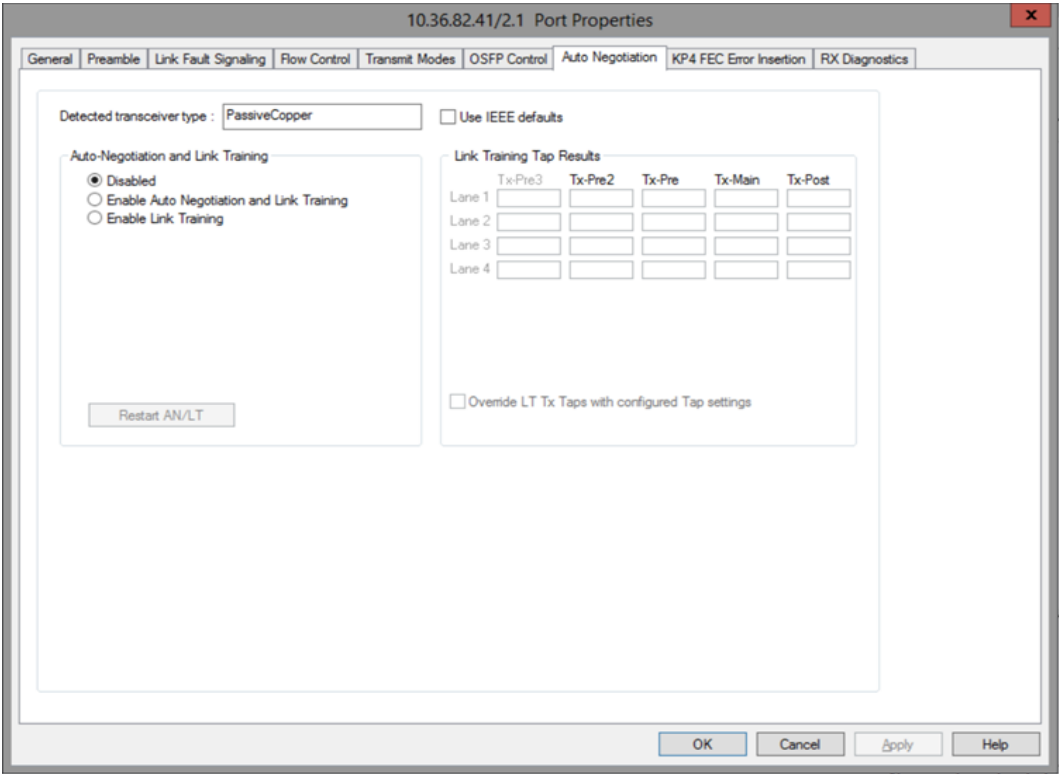 10.36.82.41/2.1 Port Properties
x
General Preamble Link Fault Signaling Flow Control Transmit Modes OSFP Control Auto Negotiation KP4 FEC Error Insertion RX Diagnostics
Detected transceiver type : PassiveCopper Use IEEE defaults
Auto-Negotiation and Link Training
Disabled
Enable Auto Negotiation and Link Training
Enable Link Training
Restart AN/LT
Link Training Tap Results
Tx-Pre3 Tx-Pre2 Tx-Pre Tx-Main Tx-Post
Lane 1
Lane 2
Lane 3
Lane 4
Override LT Tx Taps with configured Tap settings
OK Cancel Apply Help